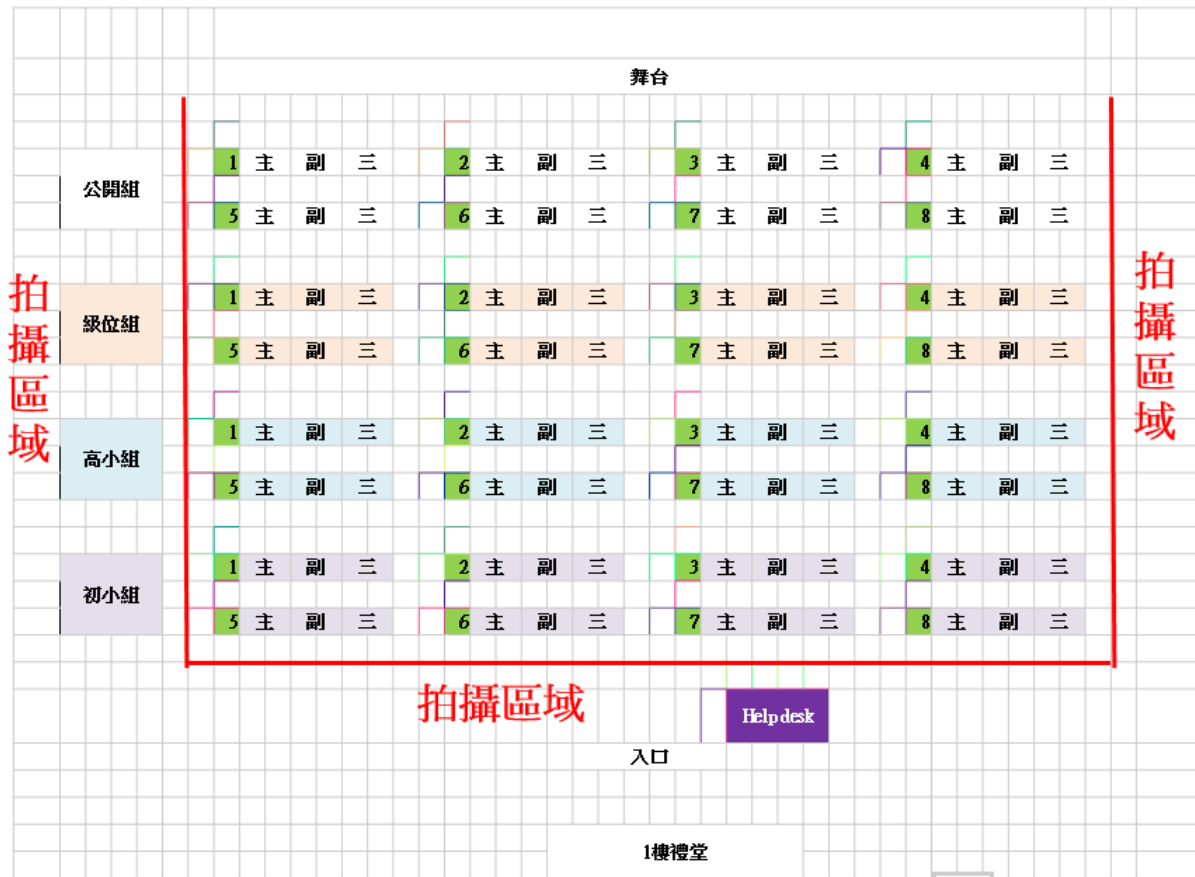 舞台
1 主 副 三 2 主 副 三 3 主 副 三 4 主 副 三
公開組
5 主 副 三 6 主 副 三 7 主 副 三 8 主 副 三
拍攝區域
拍攝區域
1 主 副 三 2 主 副 三 3 主 副 三 4 主 副 三
級位組
5 主 副 三 6 主 副 三 7 主 副 三 8 主 副 三
1 主 副 三 2 主 副 三 3 主 副 三 4 主 副 三
高小組
5 主 副 三 6 主 副 三 7 主 副 三 8 主 副 三
1 主 副 三 2 主 副 三 3 主 副 三 4 主 副 三
初小組
5 主 副 三 6 主 副 三 7 主 副 三 8 主 副 三
拍攝區域
Help desk
入口
1樓禮堂